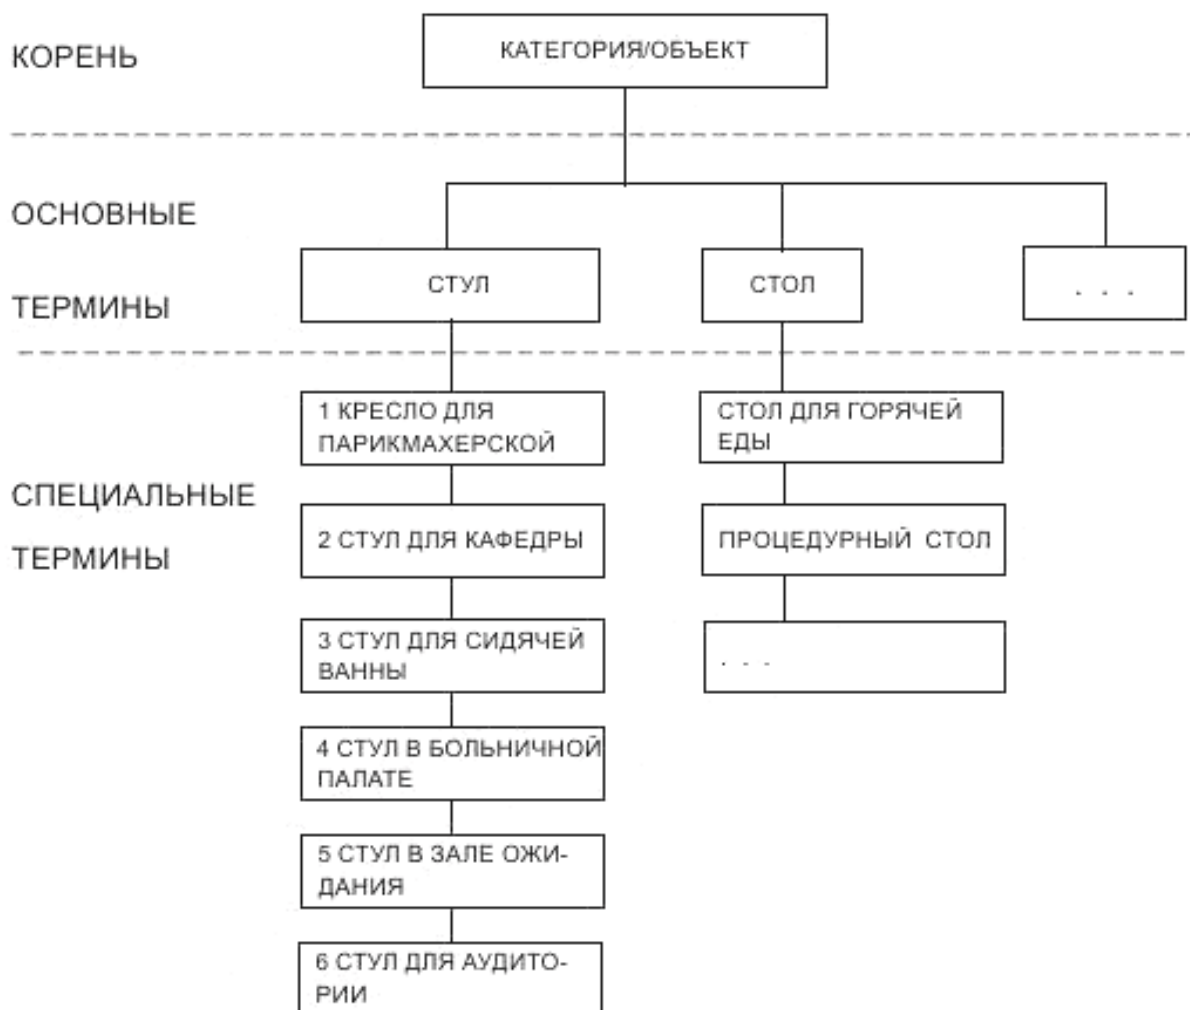 КОРЕНЬ
КАТЕГОРИЯ/ОБЪЕКТ
ОСНОВНЫЕ
ТЕРМИНЫ
СТУЛ
СТОЛ
. . .
СПЕЦИАЛЬНЫЕ
ТЕРМИНЫ
1 КРЕСЛО ДЛЯ
ПАРИКМАХЕРСКОЙ
2 СТУЛ ДЛЯ КАФЕДРЫ
3 СТУЛ ДЛЯ СИДЯЧЕЙ
ВАННЫ
4 СТУЛ В БОЛЬНИЧНОЙ
ПАЛАТЕ
5 СТУЛ В ЗАЛЕ ОЖИ-
ДАНИЯ
6 СТУЛ ДЛЯ АУДИТО-
РИИ
СТОЛ ДЛЯ ГОРЯЧЕЙ
ЕДЫ
ПРОЦЕДУРНЫЙ СТОЛ
. . .